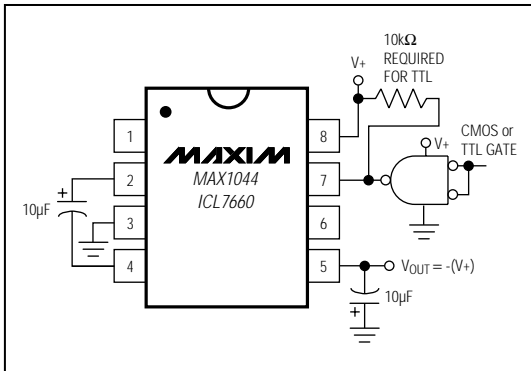 10kΩ
REQUIRED
FOR TTL
V+
CMOS or
TTL GATE
V+
1
8
MAXIM
2
MAX1044
7
ICL7660
10µF
+
3
6
4
5
VOUT = -(V+)
10µF
+